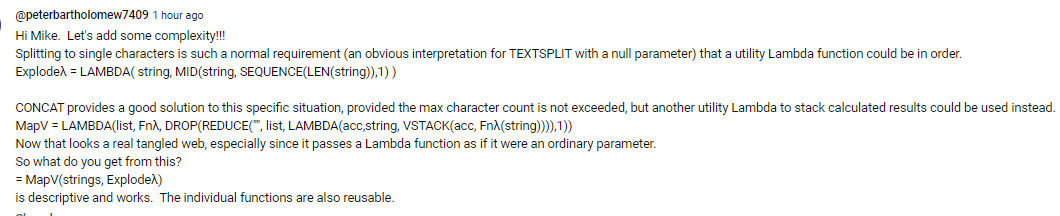 @peterbartholomew7409 1 hour ago
Hi Mike.  Let's add some complexity!!!
Splitting to single characters is such a normal requirement (an obvious interpretation for TEXTSPLIT with a null parameter) that a utility Lambda function could be in order.
Explodeλ = LAMBDA( string, MID(string, SEQUENCE(LEN(string)),1) )
CONCAT provides a good solution to this specific situation, provided the max character count is not exceeded, but another utility Lambda to stack calculated results could be used instead.
MapV = LAMBDA(list, Fnλ, DROP(REDUCE("", list, LAMBDA(acc,string, VSTACK(acc, Fnλ(string)))),1))
Now that looks a real tangled web, especially since it passes a Lambda function as if it were an ordinary parameter.
So what do you get from this?
= MapV(strings, Explodeλ)
is descriptive and works.  The individual functions are also reusable.